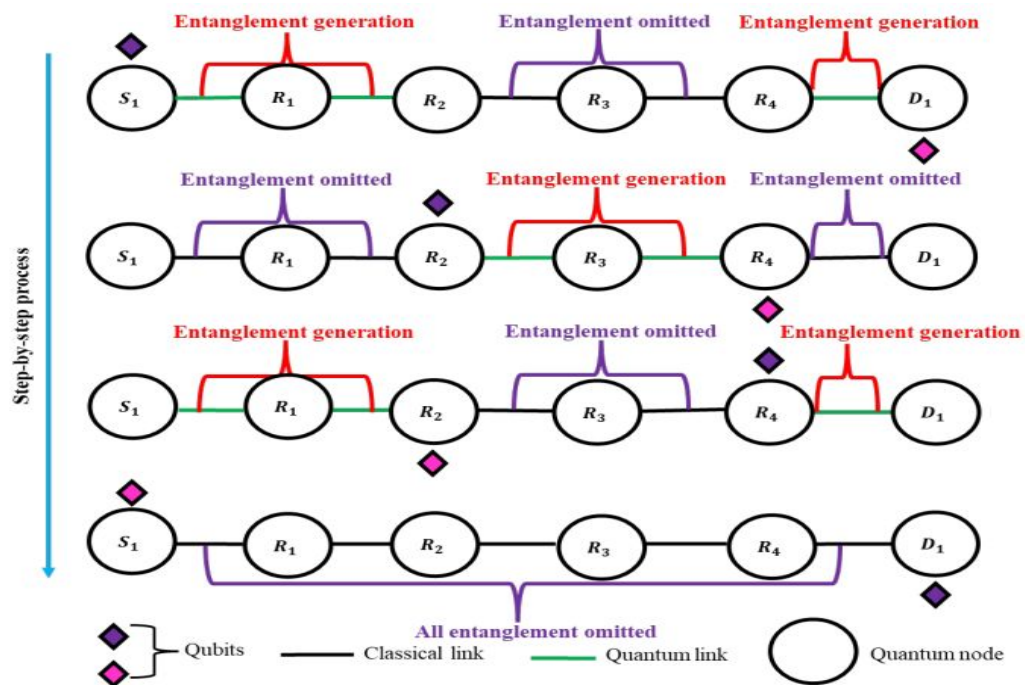 Entanglement generation Entanglement omitted Entanglement generation
S₁ R₁ R₂ R₃ R₄ D₁
Entanglement omitted Entanglement generation Entanglement omitted
S₁ R₁ R₂ R₃ R₄ D₁
Step-by-step process
Entanglement generation Entanglement omitted Entanglement generation
S₁ R₁ R₂ R₃ R₄ D₁
S₁ R₁ R₂ R₃ R₄ D₁
All entanglement omitted
Qubits Classical link Quantum link Quantum node